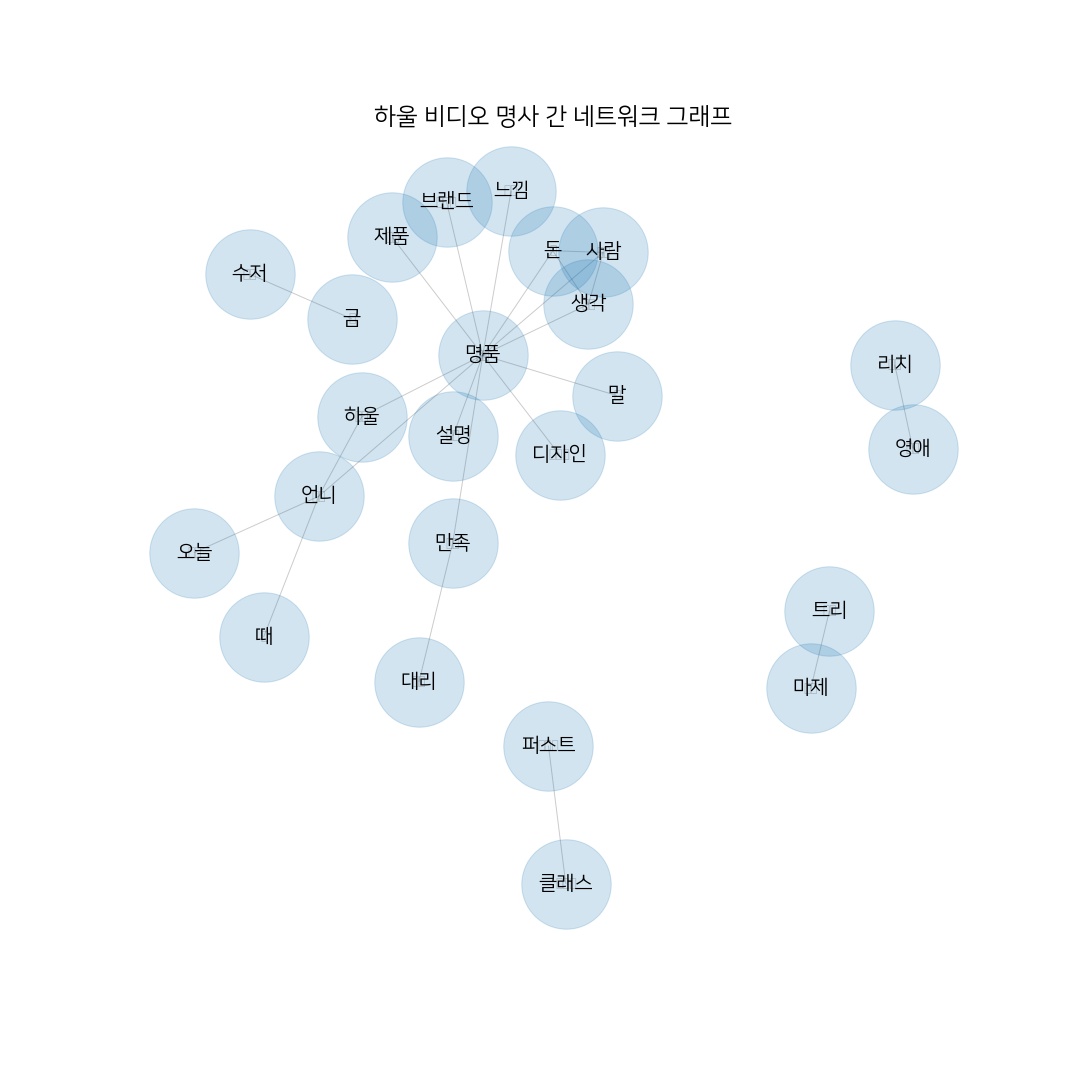 하울 비디오 명사 간 네트워크 그래프
느낌
브랜드
제품
돈
사람
수저
생각
금
명품
리치
말
하울
설명
디자인
영애
언니
만족
오늘
트리
때
대리
마제
퍼스트
클래스